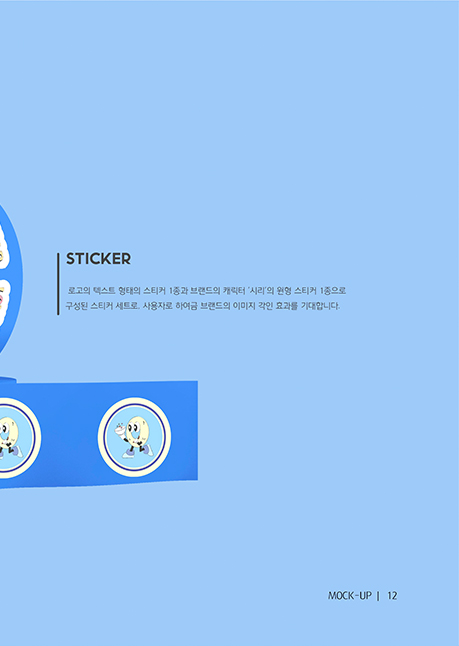 STICKER
로고의 텍스트 형태의 스티커 1종과 브랜드의 캐릭터 '시리'의 원형 스티커 1종으로
구성된 스티커 세트로, 사용자로 하여금 브랜드의 이미지 각인 효과를 기대합니다.
MOCK-UP | 12